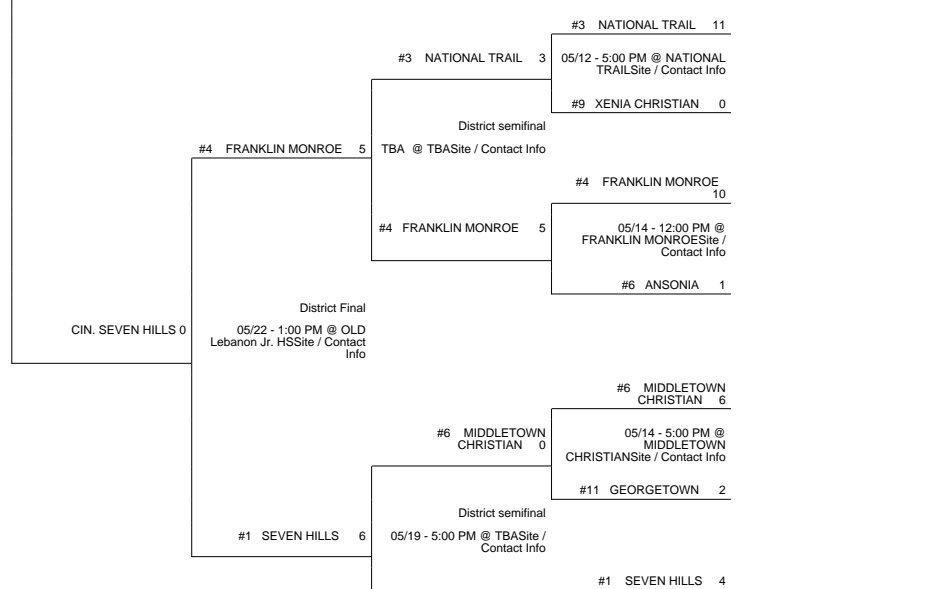 #3 NATIONAL TRAIL 11
#3 NATIONAL TRAIL 3
05/12 - 5:00 PM @ NATIONAL
TRAILSite / Contact Info
#9 XENIA CHRISTIAN 0
District semifinal
#4 FRANKLIN MONROE 5
TBA @ TBASite / Contact Info
#4 FRANKLIN MONROE
10
#4 FRANKLIN MONROE 5
05/14 - 12:00 PM @
FRANKLIN MONROESite /
Contact Info
#6 ANSONIA 1
District Final
CIN. SEVEN HILLS 0
05/22 - 1:00 PM @ OLD
Lebanon Jr. HSSite / Contact
Info
#6 MIDDLETOWN
CHRISTIAN 6
#6 MIDDLETOWN
CHRISTIAN 0
05/14 - 5:00 PM @
MIDDLETOWN
CHRISTIANSite / Contact Info
#11 GEORGETOWN 2
District semifinal
#1 SEVEN HILLS 6
05/19 - 5:00 PM @ TBASite /
Contact Info
#1 SEVEN HILLS 4